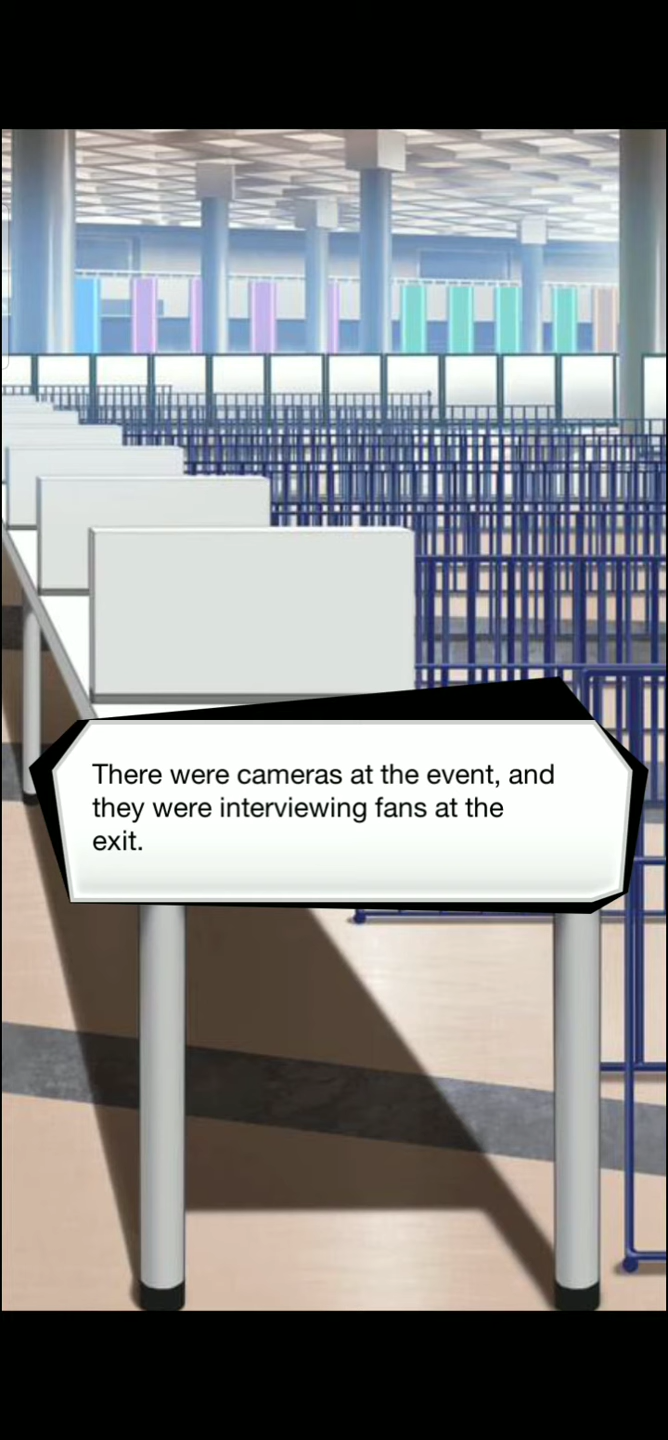 There were cameras at the event, and
they were interviewing fans at the
exit.